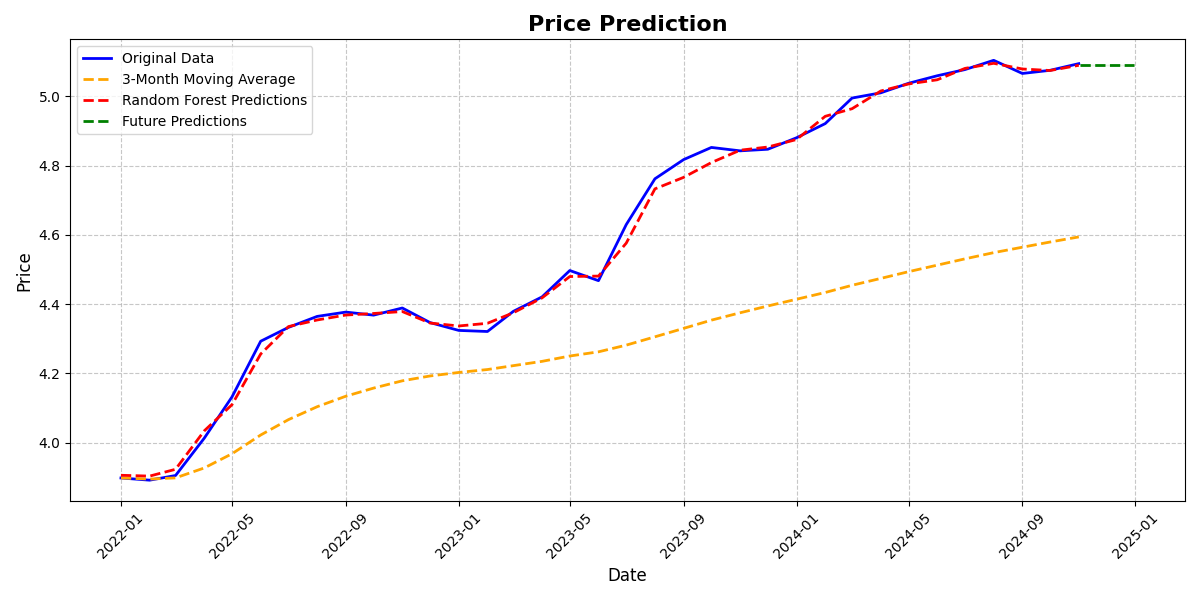 Price Prediction
Original Data
3-Month Moving Average
Random Forest Predictions
Future Predictions
Price
5.0
4.8
4.6
4.4
4.2
4.0
2022-01
2022-05
2022-09
2023-01
2023-05
2023-09
2024-01
2024-05
2024-09
2025-01
Date